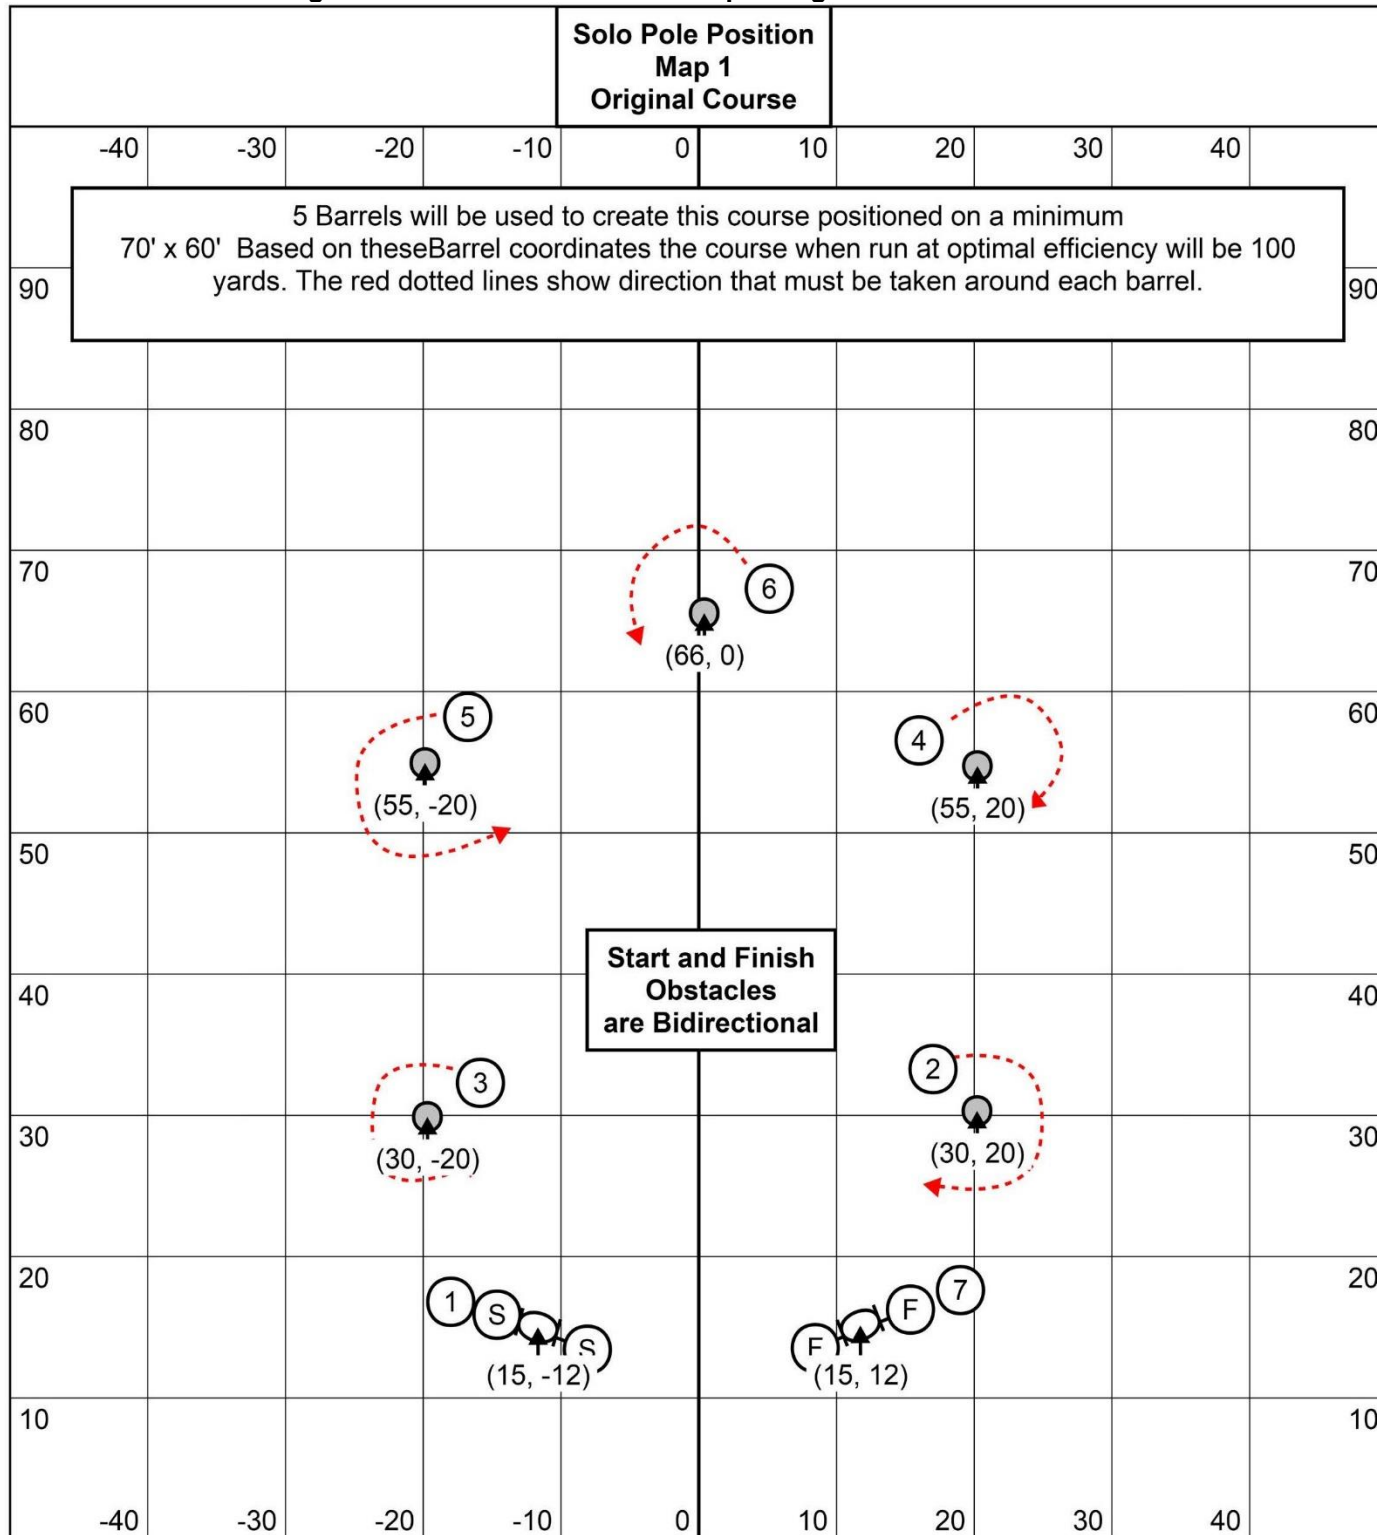 Solo Pole Position
Map 1
Original Course
-40 -30 -20 -10 0 10 20 30 40
5 Barrels will be used to create this course positioned on a minimum
70' x 60' Based on theseBarrel coordinates the course when run at optimal efficiency will be 100
yards. The red dotted lines show direction that must be taken around each barrel.
90 90
80 80
70 70
6
(66, 0)
60 60
5
4
(55, -20) (55, 20)
50 50
Start and Finish
Obstacles
are Bidirectional
40 40
3 2
30 30
(30, -20) (30, 20)
20 20
1 S S F F 7
(15, -12) (15, 12)
10 10
-40 -30 -20 -10 0 10 20 30 40